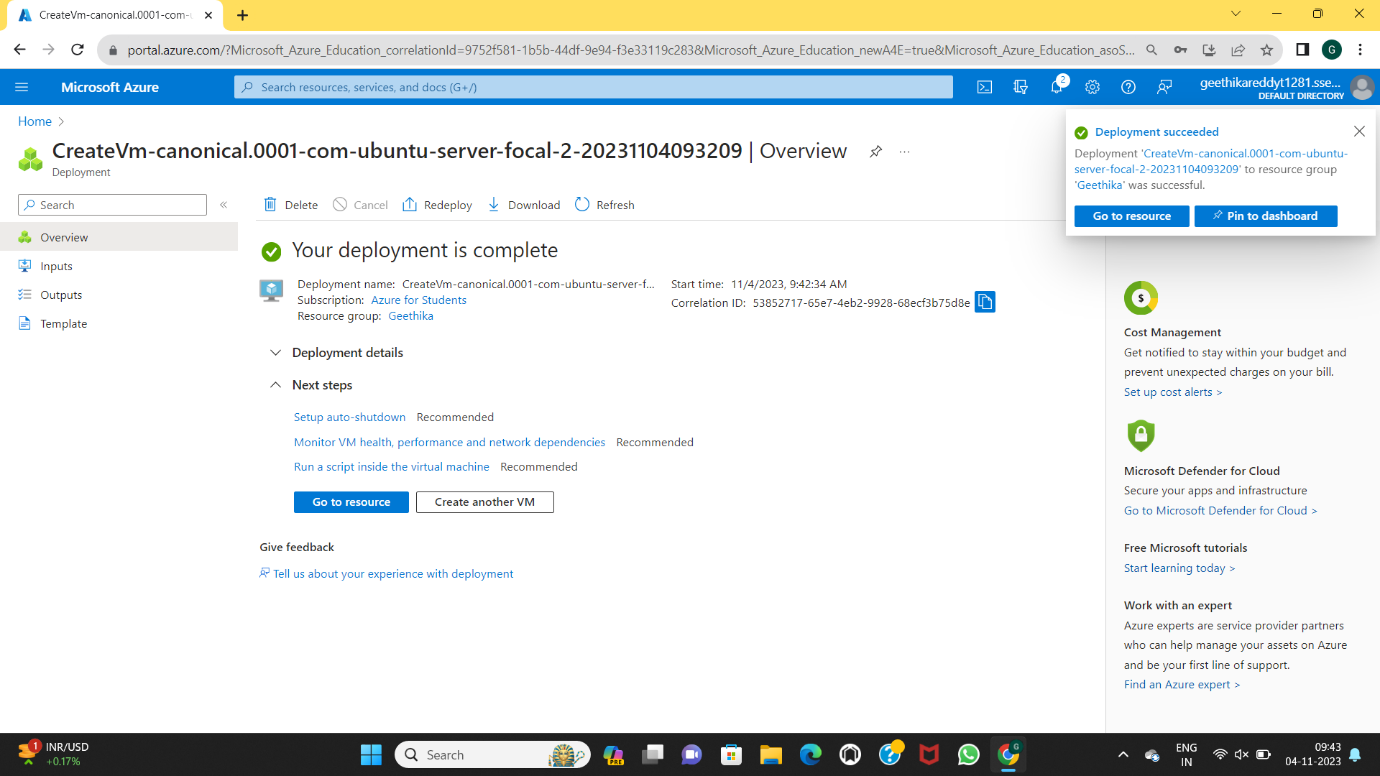 CreateVm-canonical.0001-com-u
portal.azure.com/?Microsoft_Azure_Education_correlationId=9752f581-1b5b-44df-9e94-f3e33119c283&Microsoft_Azure_Education_newA4E=true&Microsoft_Azure_Education_asoS...
G
Microsoft Azure
Search resources, services, and docs (G+/)
2
geethikareddyt1281.sse...
DEFAULT DIRECTORY
Home
CreateVm-canonical.0001-com-ubuntu-server-focal-2-20231104093209 | Overview
Deployment
Search
Overview
Inputs
Outputs
Template
Delete
Cancel
Redeploy
Download
Refresh
Your deployment is complete
Deployment name: CreateVm-canonical.0001-com-ubuntu-server-f...
Subscription: Azure for Students
Resource group: Geethika
Start time: 11/4/2023, 9:42:34 AM
Correlation ID: 53852717-65e7-4eb2-9928-68ecf3b75d8e
Deployment details
Next steps
Setup auto-shutdown Recommended
Monitor VM health, performance and network dependencies Recommended
Run a script inside the virtual machine Recommended
Go to resource
Create another VM
Give feedback
Tell us about your experience with deployment
Deployment succeeded
Deployment 'CreateVm-canonical.0001-com-ubuntu-
server-focal-2-20231104093209' to resource group
'Geethika' was successful.
Go to resource
Pin to dashboard
$
Cost Management
Get notified to stay within your budget and
prevent unexpected charges on your bill.
Set up cost alerts >
Microsoft Defender for Cloud
Secure your apps and infrastructure
Go to Microsoft Defender for Cloud >
Free Microsoft tutorials
Start learning today >
Work with an expert
Azure experts are service provider partners
who can help manage your assets on Azure
and be your first line of support.
Find an Azure expert >
1
INR/USD
+0.17%
Search
PRE
G
ENG
IN
09:43
04-11-2023